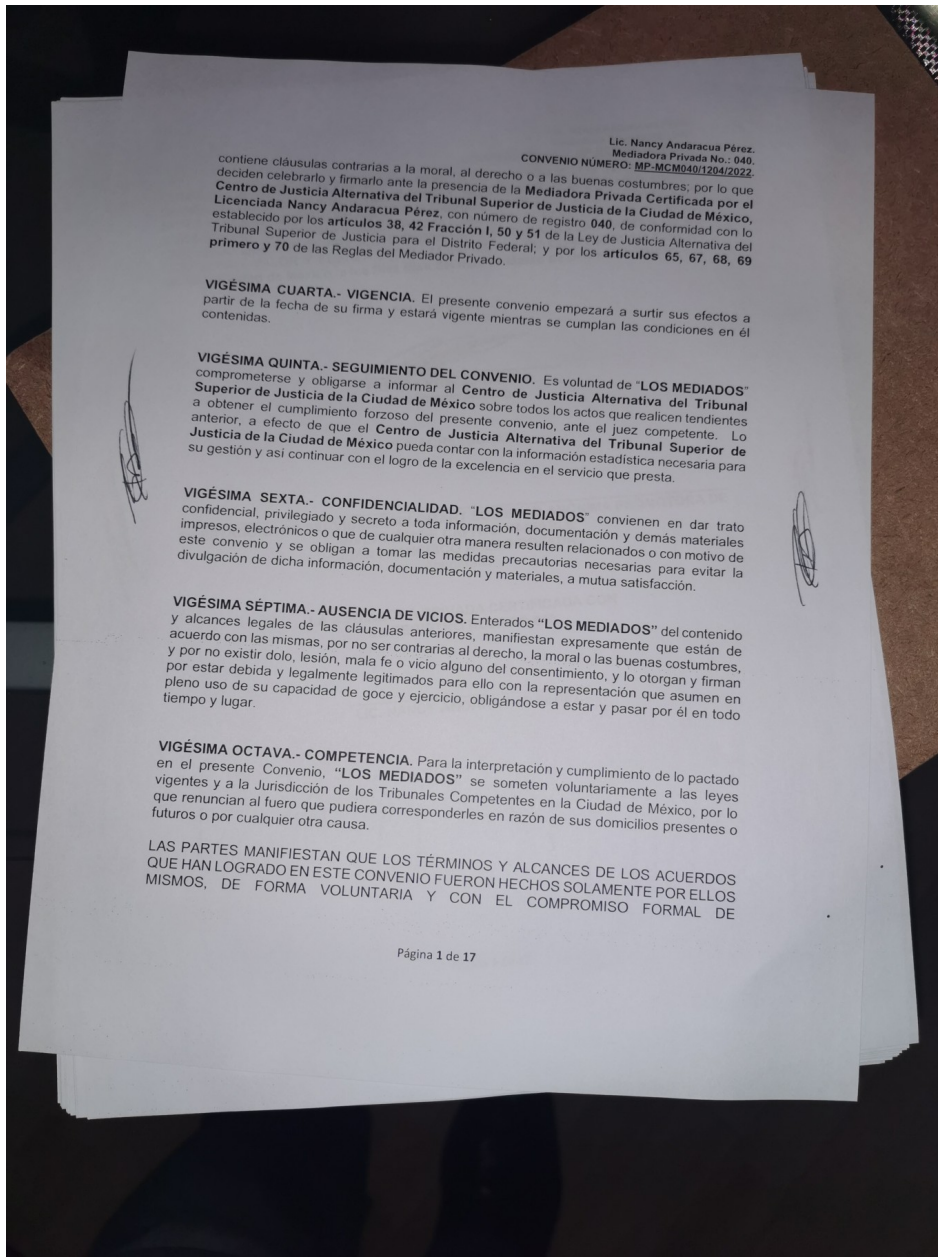 Lic. Nancy Andaracua Pérez.
Mediadora Privada No.: 040.
CONVENIO NÚMERO: MP-MCM040/1204/2022.
contiene cláusulas contrarias a la moral, al derecho o a las buenas costumbres; por lo que
deciden celebrarlo y firmarlo ante la presencia de la Mediadora Privada Certificada por el
Centro de Justicia Alternativa del Tribunal Superior de Justicia de la Ciudad de México,
Licenciada Nancy Andaracua Pérez, con número de registro 040, de conformidad con lo
establecido por los artículos 38, 42 Fracción I, 50 y 51 de la Ley de Justicia Alternativa del
Tribunal Superior de Justicia para el Distrito Federal; y por los artículos 65, 67, 68, 69
primero y 70 de las Reglas del Mediador Privado.
VIGÉSIMA CUARTA.- VIGENCIA. El presente convenio empezará a surtir sus efectos a
partir de la fecha de su firma y estará vigente mientras se cumplan las condiciones en él
contenidas.
VIGÉSIMA QUINTA.- SEGUIMIENTO DEL CONVENIO. Es voluntad de "LOS MEDIADOS"
comprometerse y obligarse a informar al Centro de Justicia Alternativa del Tribunal
Superior de Justicia de la Ciudad de México sobre todos los actos que realicen tendientes
a obtener el cumplimiento forzoso del presente convenio, ante el juez competente. Lo
anterior, a efecto de que el Centro de Justicia Alternativa del Tribunal Superior de
Justicia de la Ciudad de México pueda contar con la información estadística necesaria para
su gestión y así continuar con el logro de la excelencia en el servicio que presta.
VIGÉSIMA SEXTA.- CONFIDENCIALIDAD. "LOS MEDIADOS" convienen en dar trato
confidencial, privilegiado y secreto a toda información, documentación y demás materiales
impresos, electrónicos o que de cualquier otra manera resulten relacionados o con motivo de
este convenio y se obligan a tomar las medidas precautorias necesarias para evitar la
divulgación de dicha información, documentación y materiales, a mutua satisfacción.
VIGÉSIMA SÉPTIMA.- AUSENCIA DE VICIOS. Enterados "LOS MEDIADOS" del contenido
y alcances legales de las cláusulas anteriores, manifiestan expresamente que están de
acuerdo con las mismas, por no ser contrarias al derecho, la moral o las buenas costumbres,
y por no existir dolo, lesión, mala fe o vicio alguno del consentimiento, y lo otorgan y firman
por estar debida y legalmente legitimados para ello con la representación que asumen en
pleno uso de su capacidad de goce y ejercicio, obligándose a estar y pasar por él en todo
tiempo y lugar.
VIGÉSIMA OCTAVA.- COMPETENCIA. Para la interpretación y cumplimiento de lo pactado
en el presente Convenio, "LOS MEDIADOS" se someten voluntariamente a las leyes
vigentes y a la Jurisdicción de los Tribunales Competentes en la Ciudad de México, por lo
que renuncian al fuero que pudiera corresponderles en razón de sus domicilios presentes o
futuros o por cualquier otra causa.
LAS PARTES MANIFIESTAN QUE LOS TÉRMINOS Y ALCANCES DE LOS ACUERDOS
QUE HAN LOGRADO EN ESTE CONVENIO FUERON HECHOS SOLAMENTE POR ELLOS
MISMOS, DE FORMA VOLUNTARIA Y CON EL COMPROMISO FORMAL DE
Página 1 de 17